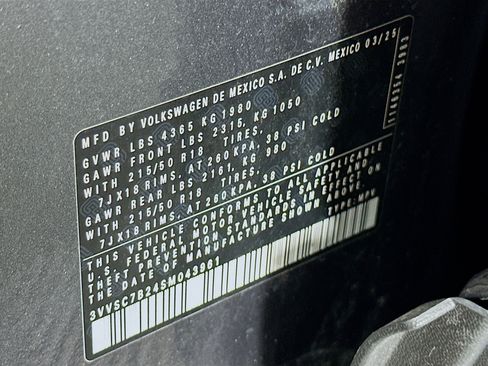 MFD BY VOLKSWAGEN DE MEXICO S.A. DE C.V. MEXICO 03/25
GVWR LBS 4365 KG 1980
GAWR FRONT LBS 2315, KG 1050
WITH 215/50 R18 TIRES,
7JX18 RIMS, AT 260KPA, 38 PSI COLD
GAWR REAR LBS 2161, KG 980
WITH 215/50 R18 TIRES,
7JX18 RIMS, AT 260KPA, 38 PSI COLD
THIS VEHICLE CONFORMS TO ALL APPLICABLE
U.S. FEDERAL MOTOR VEHICLE SAFETY STANDARDS IN EFFECT ON
THE DATE OF MANUFACTURE SHOWN ABOVE.
3VVSC7B24SM043961 TYPE: MPV